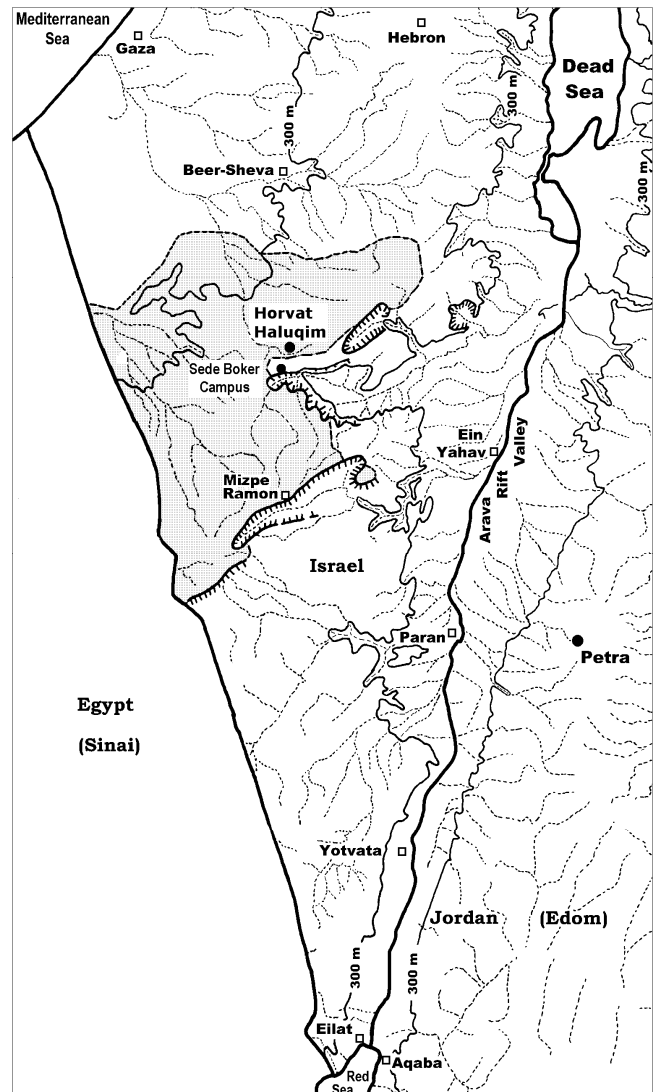 Mediterranean
Sea
Gaza
Hebron
Dead
Sea
300 m
300 m
300 m
Beer-Sheva
Horvat
Haluqim
Sede Boker
Campus
Ein
Yahav
Arava
Rift
Valley
Mizpe
Ramon
Israel
Paran
Petra
Egypt
(Sinai)
Yotvata
Jordan
(Edom)
300 m
300 m
Eilat
Aqaba
Red
Sea